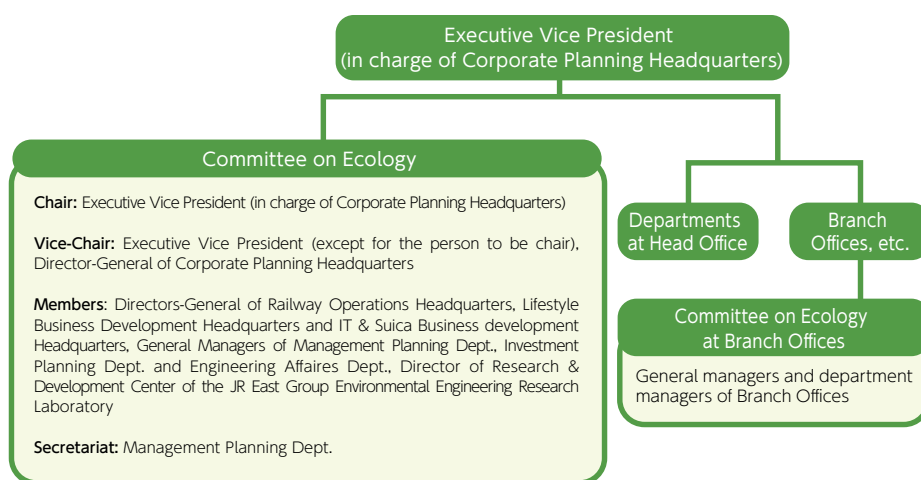 Executive Vice President
(in charge of Corporate Planning Headquarters)
Committee on Ecology
Chair: Executive Vice President (in charge of Corporate Planning Headquarters)
Vice-Chair: Executive Vice President (except for the person to be chair),
Director-General of Corporate Planning Headquarters
Members: Directors-General of Railway Operations Headquarters, Lifestyle
Business Development Headquarters and IT & Suica Business development
Headquarters, General Managers of Management Planning Dept., Investment
Planning Dept. and Engineering Affaires Dept., Director of Research &
Development Center of the JR East Group Environmental Engineering Research
Laboratory
Secretariat: Management Planning Dept.
Departments
at Head Office
Branch
Offices, etc.
Committee on Ecology
at Branch Offices
General managers and department
managers of Branch Offices